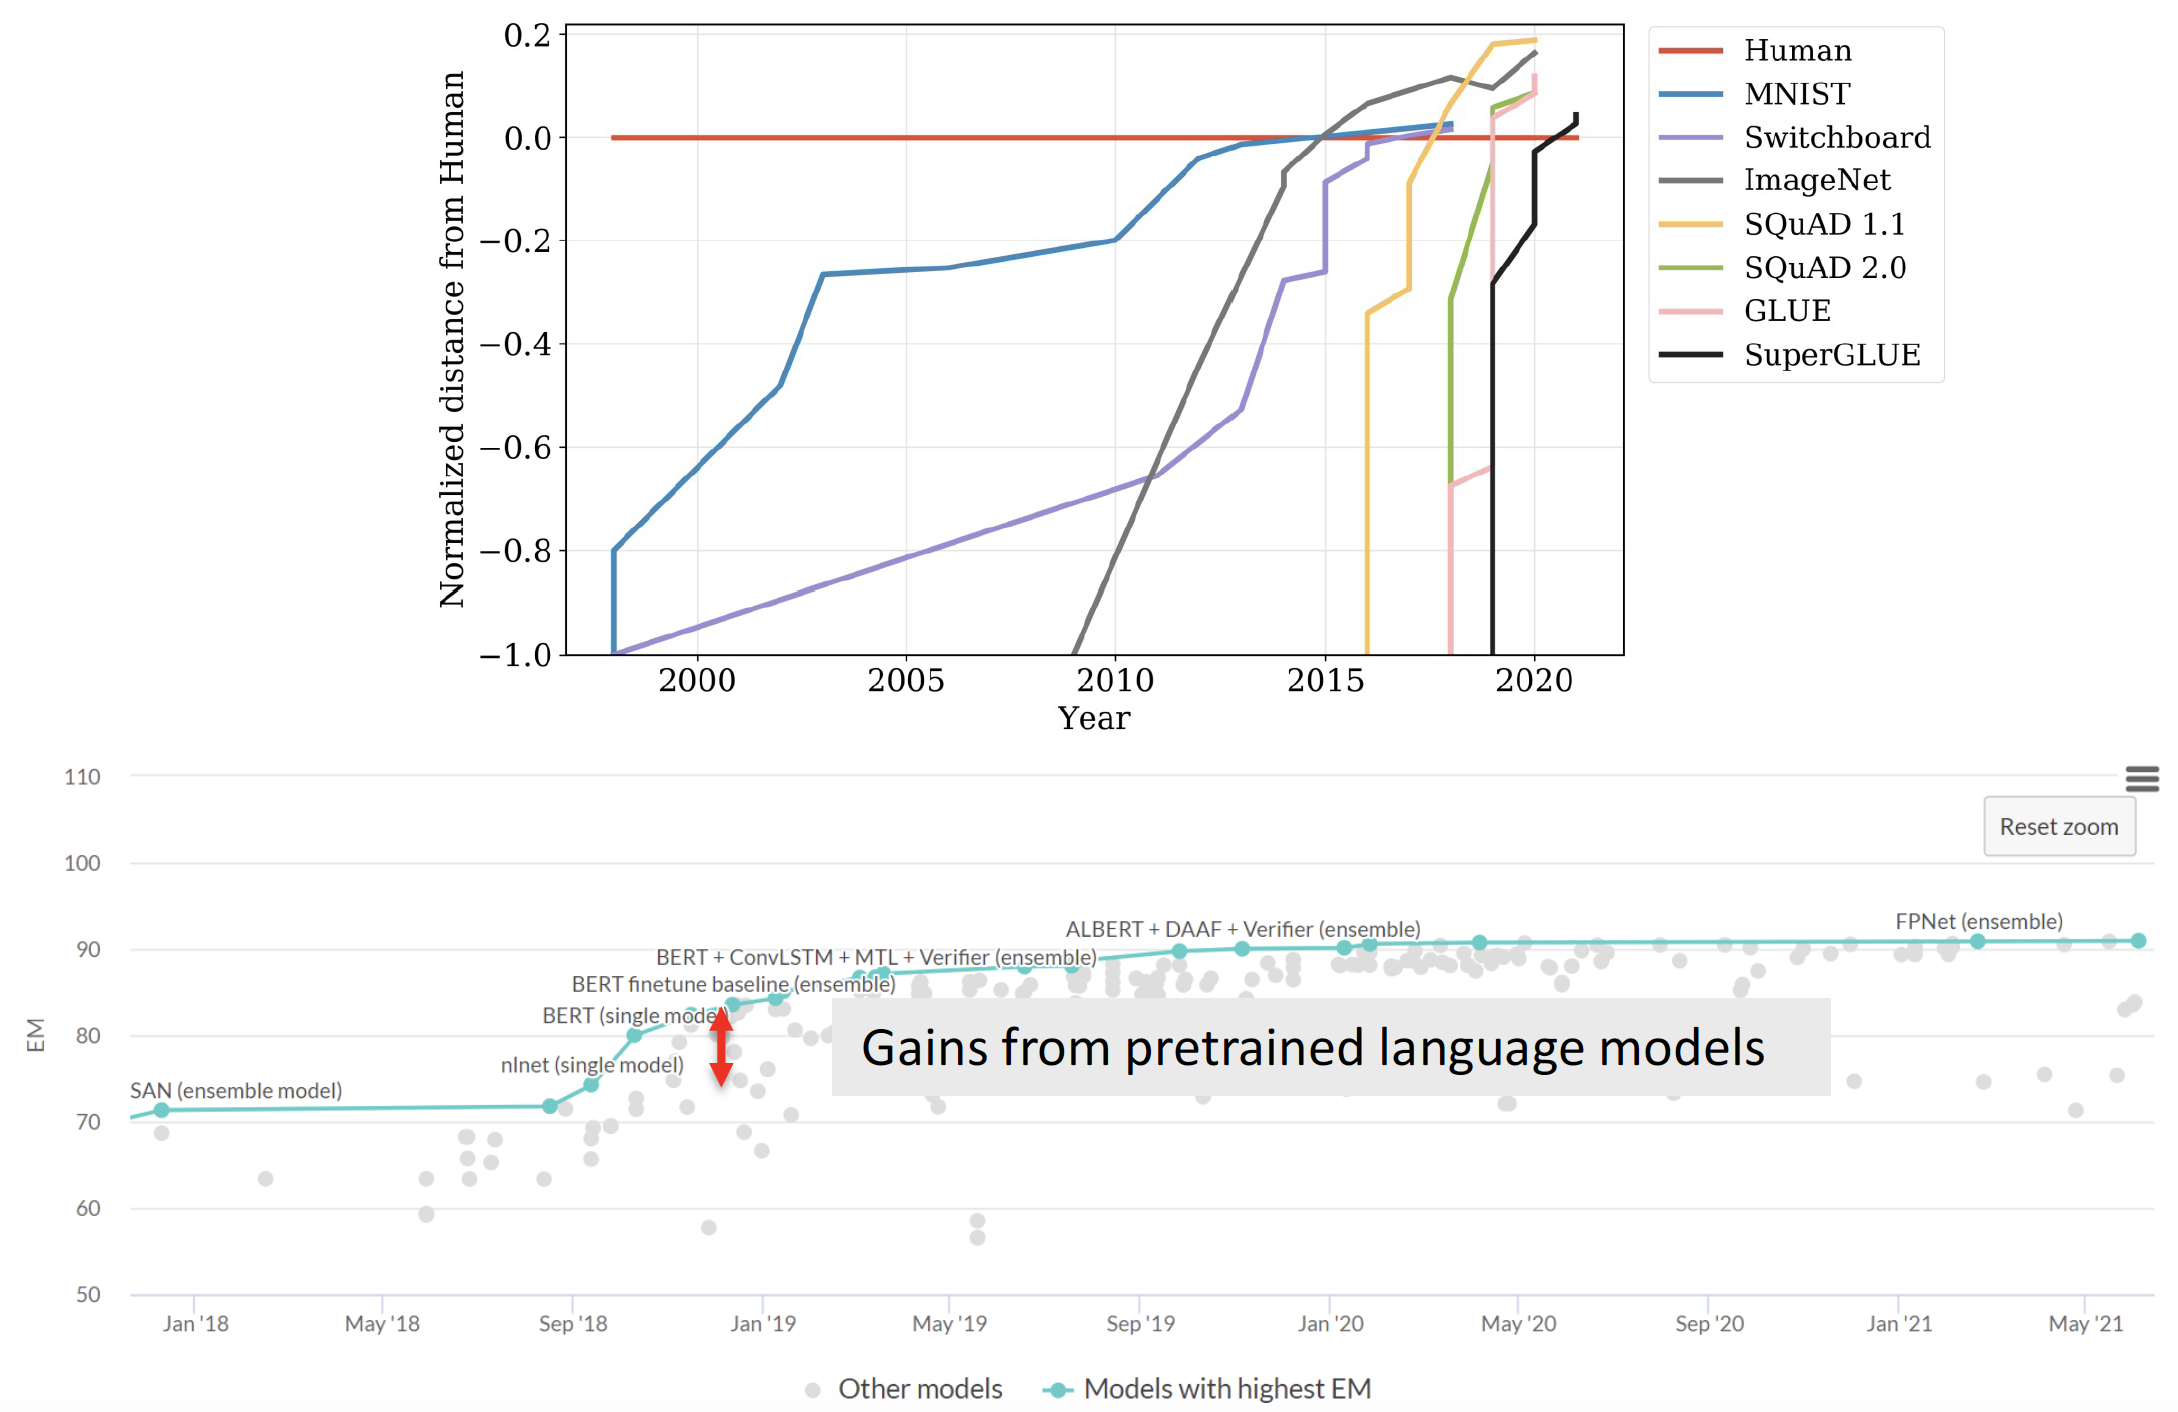 0.2
0.0
−0.2
−0.4
−0.6
−0.8
−1.0
Normalized distance from Human
2000
2005
2010
2015
2020
Year
Human
MNIST
Switchboard
ImageNet
SQuAD 1.1
SQuAD 2.0
GLUE
SuperGLUE
110
100
90
80
70
60
50
EM
Reset zoom
SAN (ensemble model)
nlnet (single model)
BERT (single mode
BERT finetune baseline (ensemble)
BERT + ConvLSTM + MTL + Verifier (ensemble)
ALBERT + DAAF + Verifier (ensemble)
FPNet (ensemble)
Gains from pretrained language models
Jan '18
May '18
Sep '18
Jan '19
May '19
Sep '19
Jan '20
May '20
Sep '20
Jan '21
May '21
Other models
Models with highest EM